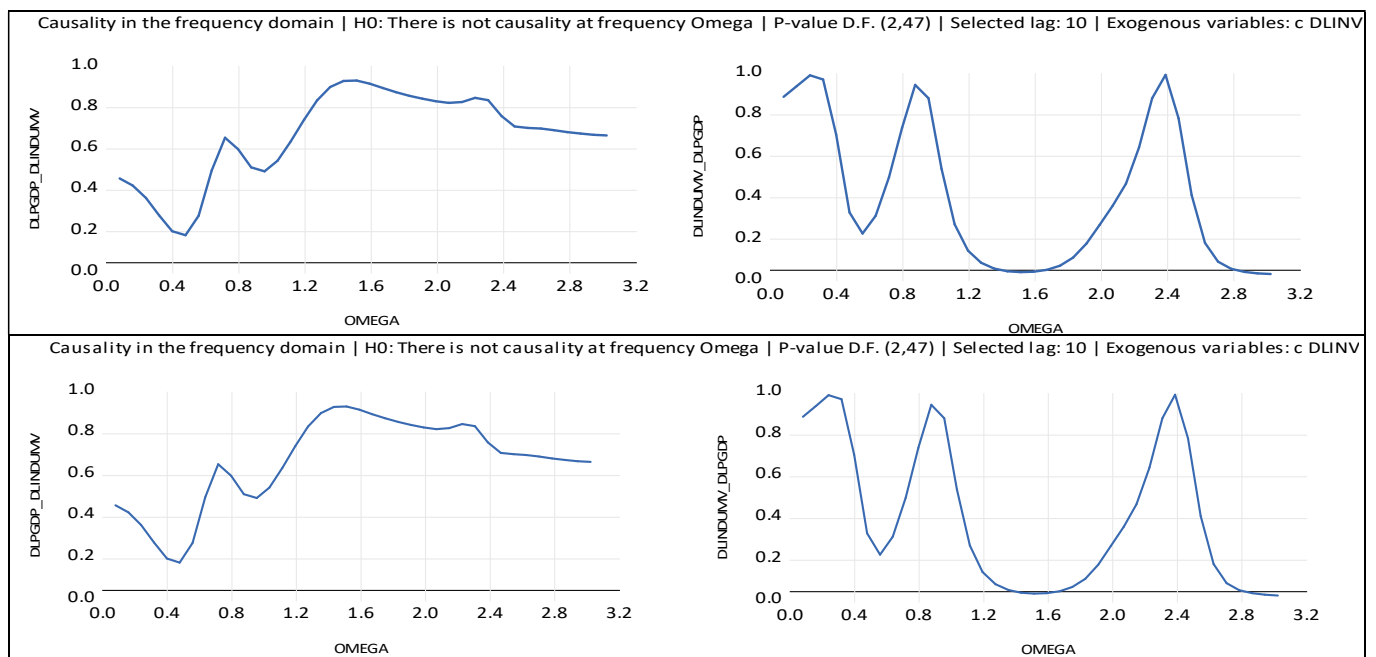 Causality in the frequency domain | H0: There is not causality at frequency Omega | P-value D.F. (2,47) | Selected lag: 10 | Exogenous variables: c DLINV
DLPGDP_DLINDUMV
1.0
0.8
0.6
0.4
0.2
0.0
0.0 0.4 0.8 1.2 1.6 2.0 2.4 2.8 3.2
OMEGA
DLINDUMV_DLPGDP
1.0
0.8
0.6
0.4
0.2
0.0
0.0 0.4 0.8 1.2 1.6 2.0 2.4 2.8 3.2
OMEGA
Causality in the frequency domain | H0: There is not causality at frequency Omega | P-value D.F. (2,47) | Selected lag: 10 | Exogenous variables: c DLINV
DLPGDP_DLINDUMV
1.0
0.8
0.6
0.4
0.2
0.0
0.0 0.4 0.8 1.2 1.6 2.0 2.4 2.8 3.2
OMEGA
DLINDUMV_DLPGDP
1.0
0.8
0.6
0.4
0.2
0.0
0.0 0.4 0.8 1.2 1.6 2.0 2.4 2.8 3.2
OMEGA